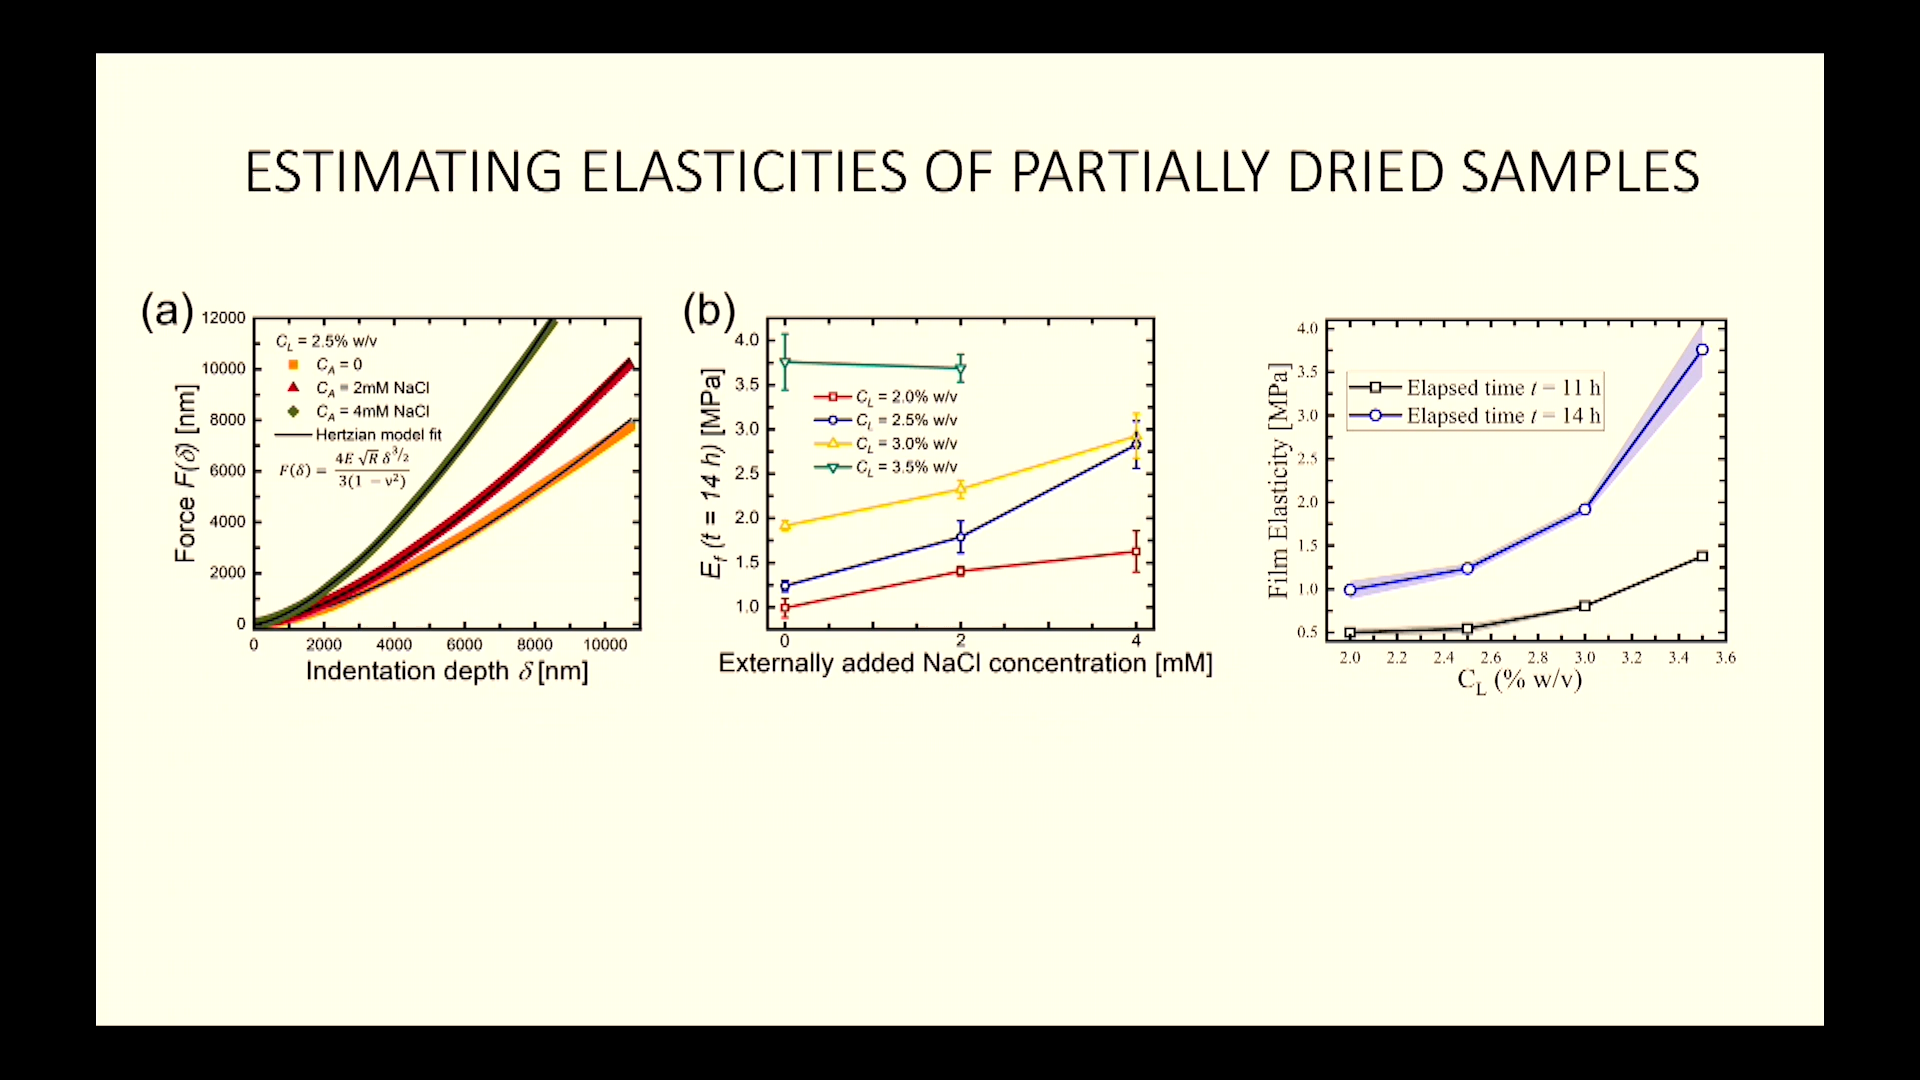 ESTIMATING ELASTICITIES OF PARTIALLY DRIED SAMPLES
(a)
12000
10000
8000
6000
4000
2000
0
Force F(δ) [nm]
C_L = 2.5% w/v
C_A = 0
C_A = 2mM NaCl
C_A = 4mM NaCl
Hertzian model fit
F(δ) = 4E √R δ^3/2 / 3(1 − ν²)
0 2000 4000 6000 8000 10000
Indentation depth δ [nm]
(b)
4.0
3.5
3.0
2.5
2.0
1.5
1.0
E_f (t = 14 h) [MPa]
C_L = 2.0% w/v
C_L = 2.5% w/v
C_L = 3.0% w/v
C_L = 3.5% w/v
0 2 4
Externally added NaCl concentration [mM]
4.0
3.5
3.0
2.5
2.0
1.5
1.0
0.5
Film Elasticity [MPa]
Elapsed time t = 11 h
Elapsed time t = 14 h
2.0 2.2 2.4 2.6 2.8 3.0 3.2 3.4 3.6
C_L (% w/v)